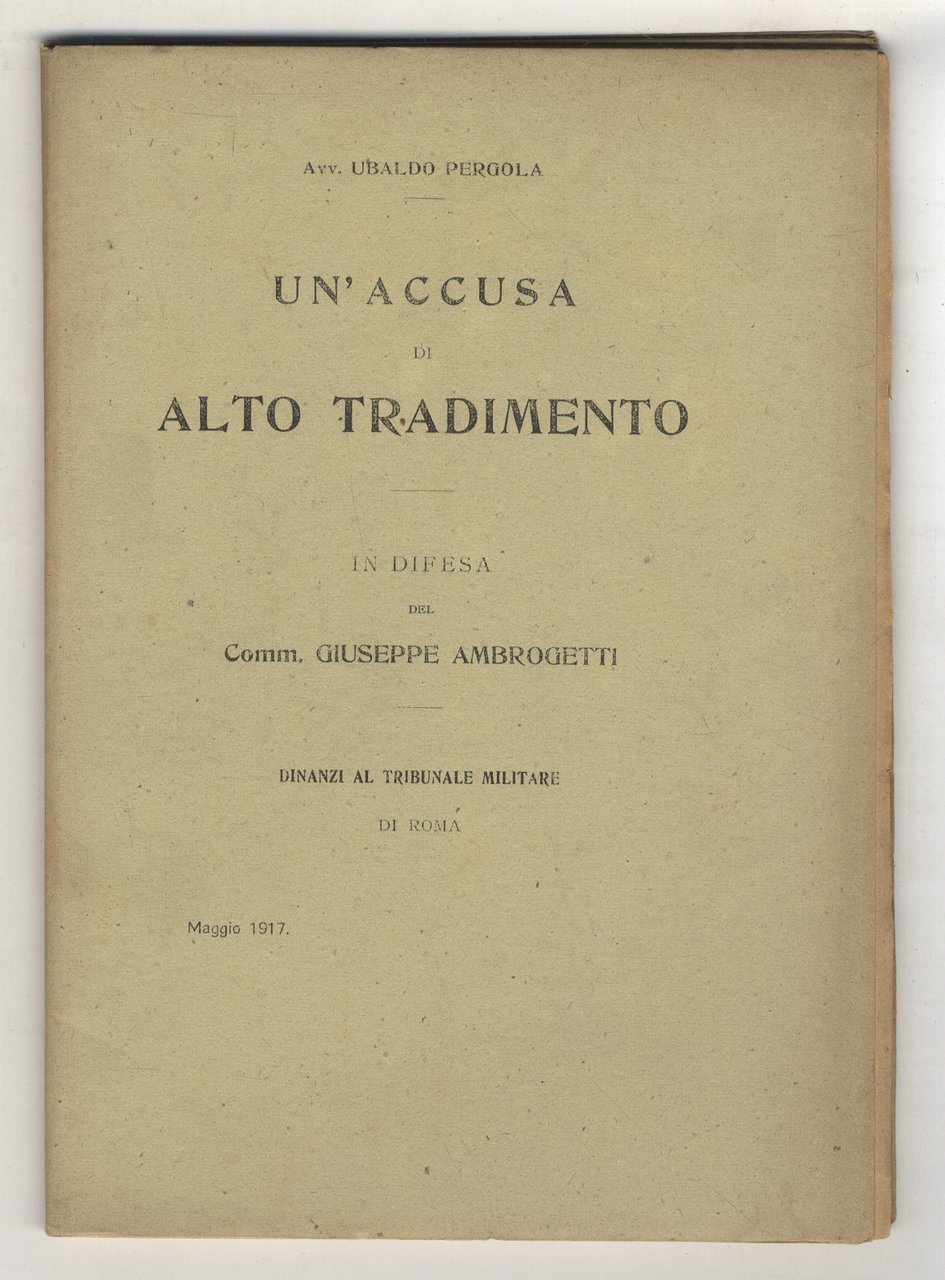 Avv. UBALDO PERGOLA
UN'ACCUSA
DI
ALTO TRADIMENTO
IN DIFESA
DEL
Comm. GIUSEPPE AMBROGETTI
DINANZI AL TRIBUNALE MILITARE
DI ROMA
Maggio 1917.